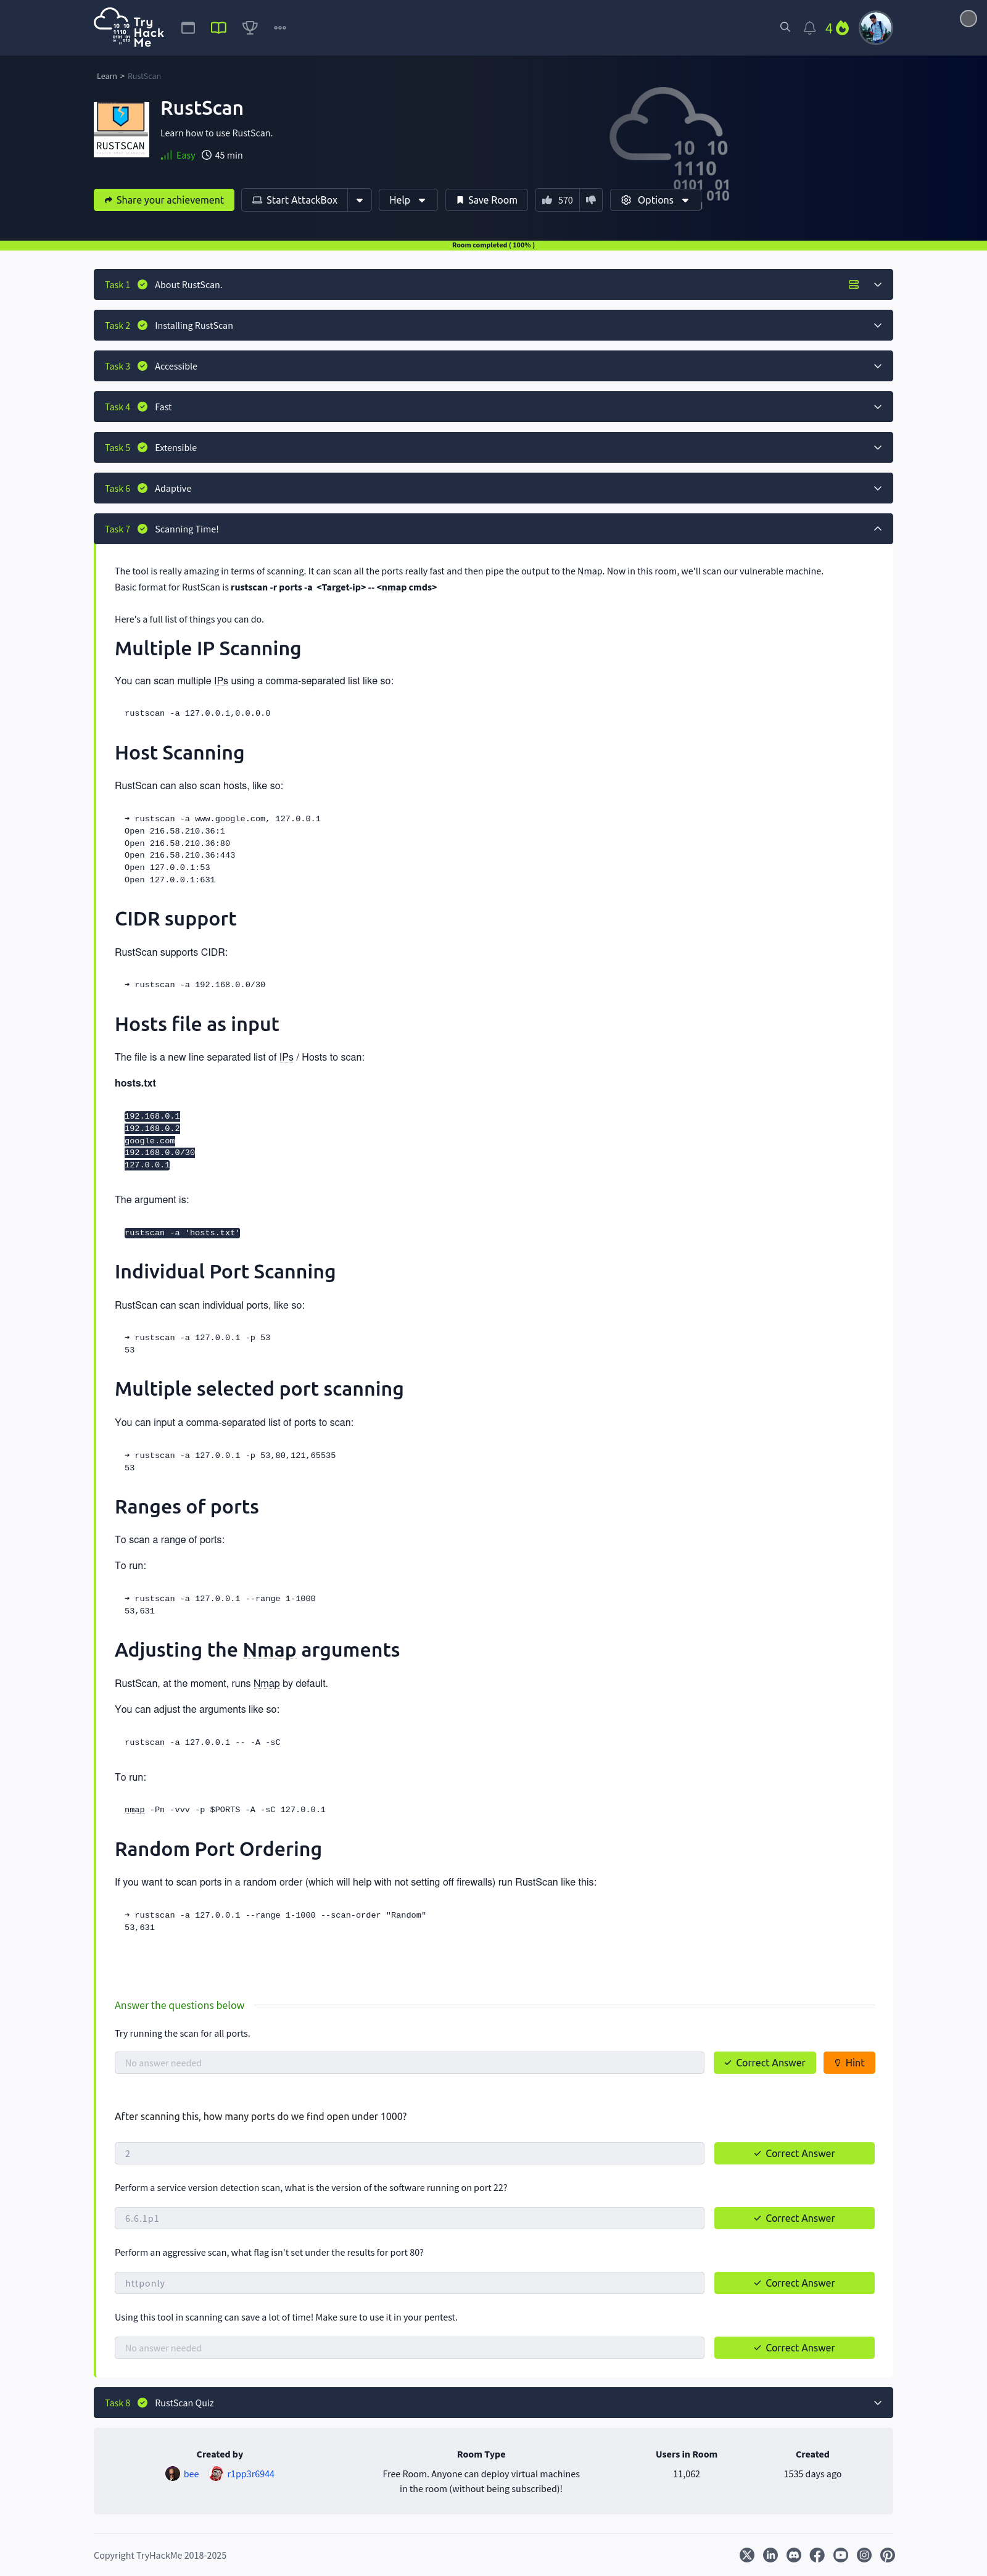 Try
Hack
Me
4
Learn > RustScan
RUSTSCAN
RustScan
Learn how to use RustScan.
Easy 45 min
10 10
1110
0101 01
010
Share your achievement Start AttackBox Help Save Room 570 Options
Room completed ( 100% )
Task 1 About RustScan.
Task 2 Installing RustScan
Task 3 Accessible
Task 4 Fast
Task 5 Extensible
Task 6 Adaptive
Task 7 Scanning Time!
The tool is really amazing in terms of scanning. It can scan all the ports really fast and then pipe the output to the Nmap. Now in this room, we'll scan our vulnerable machine.
Basic format for RustScan is rustscan -r ports -a <Target-ip> -- <nmap cmds>
Here's a full list of things you can do.
Multiple IP Scanning
You can scan multiple IPs using a comma-separated list like so:
rustscan -a 127.0.0.1,0.0.0.0
Host Scanning
RustScan can also scan hosts, like so:
➜ rustscan -a www.google.com, 127.0.0.1
Open 216.58.210.36:1
Open 216.58.210.36:80
Open 216.58.210.36:443
Open 127.0.0.1:53
Open 127.0.0.1:631
CIDR support
RustScan supports CIDR:
➜ rustscan -a 192.168.0.0/30
Hosts file as input
The file is a new line separated list of IPs / Hosts to scan:
hosts.txt
192.168.0.1
192.168.0.2
google.com
192.168.0.0/30
127.0.0.1
The argument is:
rustscan -a 'hosts.txt'
Individual Port Scanning
RustScan can scan individual ports, like so:
➜ rustscan -a 127.0.0.1 -p 53
53
Multiple selected port scanning
You can input a comma-separated list of ports to scan:
➜ rustscan -a 127.0.0.1 -p 53,80,121,65535
53
Ranges of ports
To scan a range of ports:
To run:
➜ rustscan -a 127.0.0.1 --range 1-1000
53,631
Adjusting the Nmap arguments
RustScan, at the moment, runs Nmap by default.
You can adjust the arguments like so:
rustscan -a 127.0.0.1 -- -A -sC
To run:
nmap -Pn -vvv -p $PORTS -A -sC 127.0.0.1
Random Port Ordering
If you want to scan ports in a random order (which will help with not setting off firewalls) run RustScan like this:
➜ rustscan -a 127.0.0.1 --range 1-1000 --scan-order "Random"
53,631
Answer the questions below
Try running the scan for all ports.
No answer needed Correct Answer Hint
After scanning this, how many ports do we find open under 1000?
2 Correct Answer
Perform a service version detection scan, what is the version of the software running on port 22?
6.6.1p1 Correct Answer
Perform an aggressive scan, what flag isn't set under the results for port 80?
httponly Correct Answer
Using this tool in scanning can save a lot of time! Make sure to use it in your pentest.
No answer needed Correct Answer
Task 8 RustScan Quiz
Created by Room Type Users in Room Created
bee r1pp3r6944 Free Room. Anyone can deploy virtual machines 11,062 1535 days ago
in the room (without being subscribed)!
Copyright TryHackMe 2018-2025